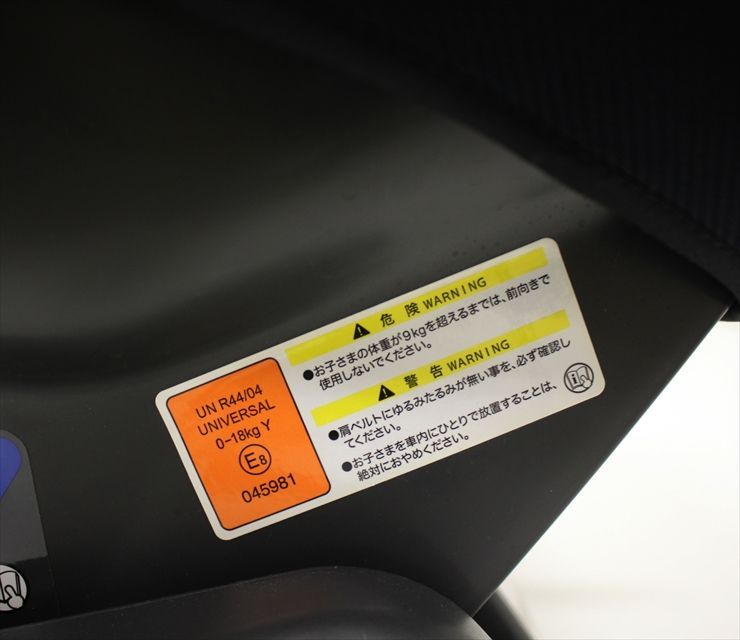 UN R44/04
UNIVERSAL
0-18kg Y
E8
045981
危 険 WARNING
●お子さまの体重が9kgを超えるまでは、前向きで
使用しないでください。
警 告 WARNING
●肩ベルトにゆるみたるみが無い事を、必ず確認し
てください。
●お子さまを車内にひとりで放置することは、
絶対におやめください。